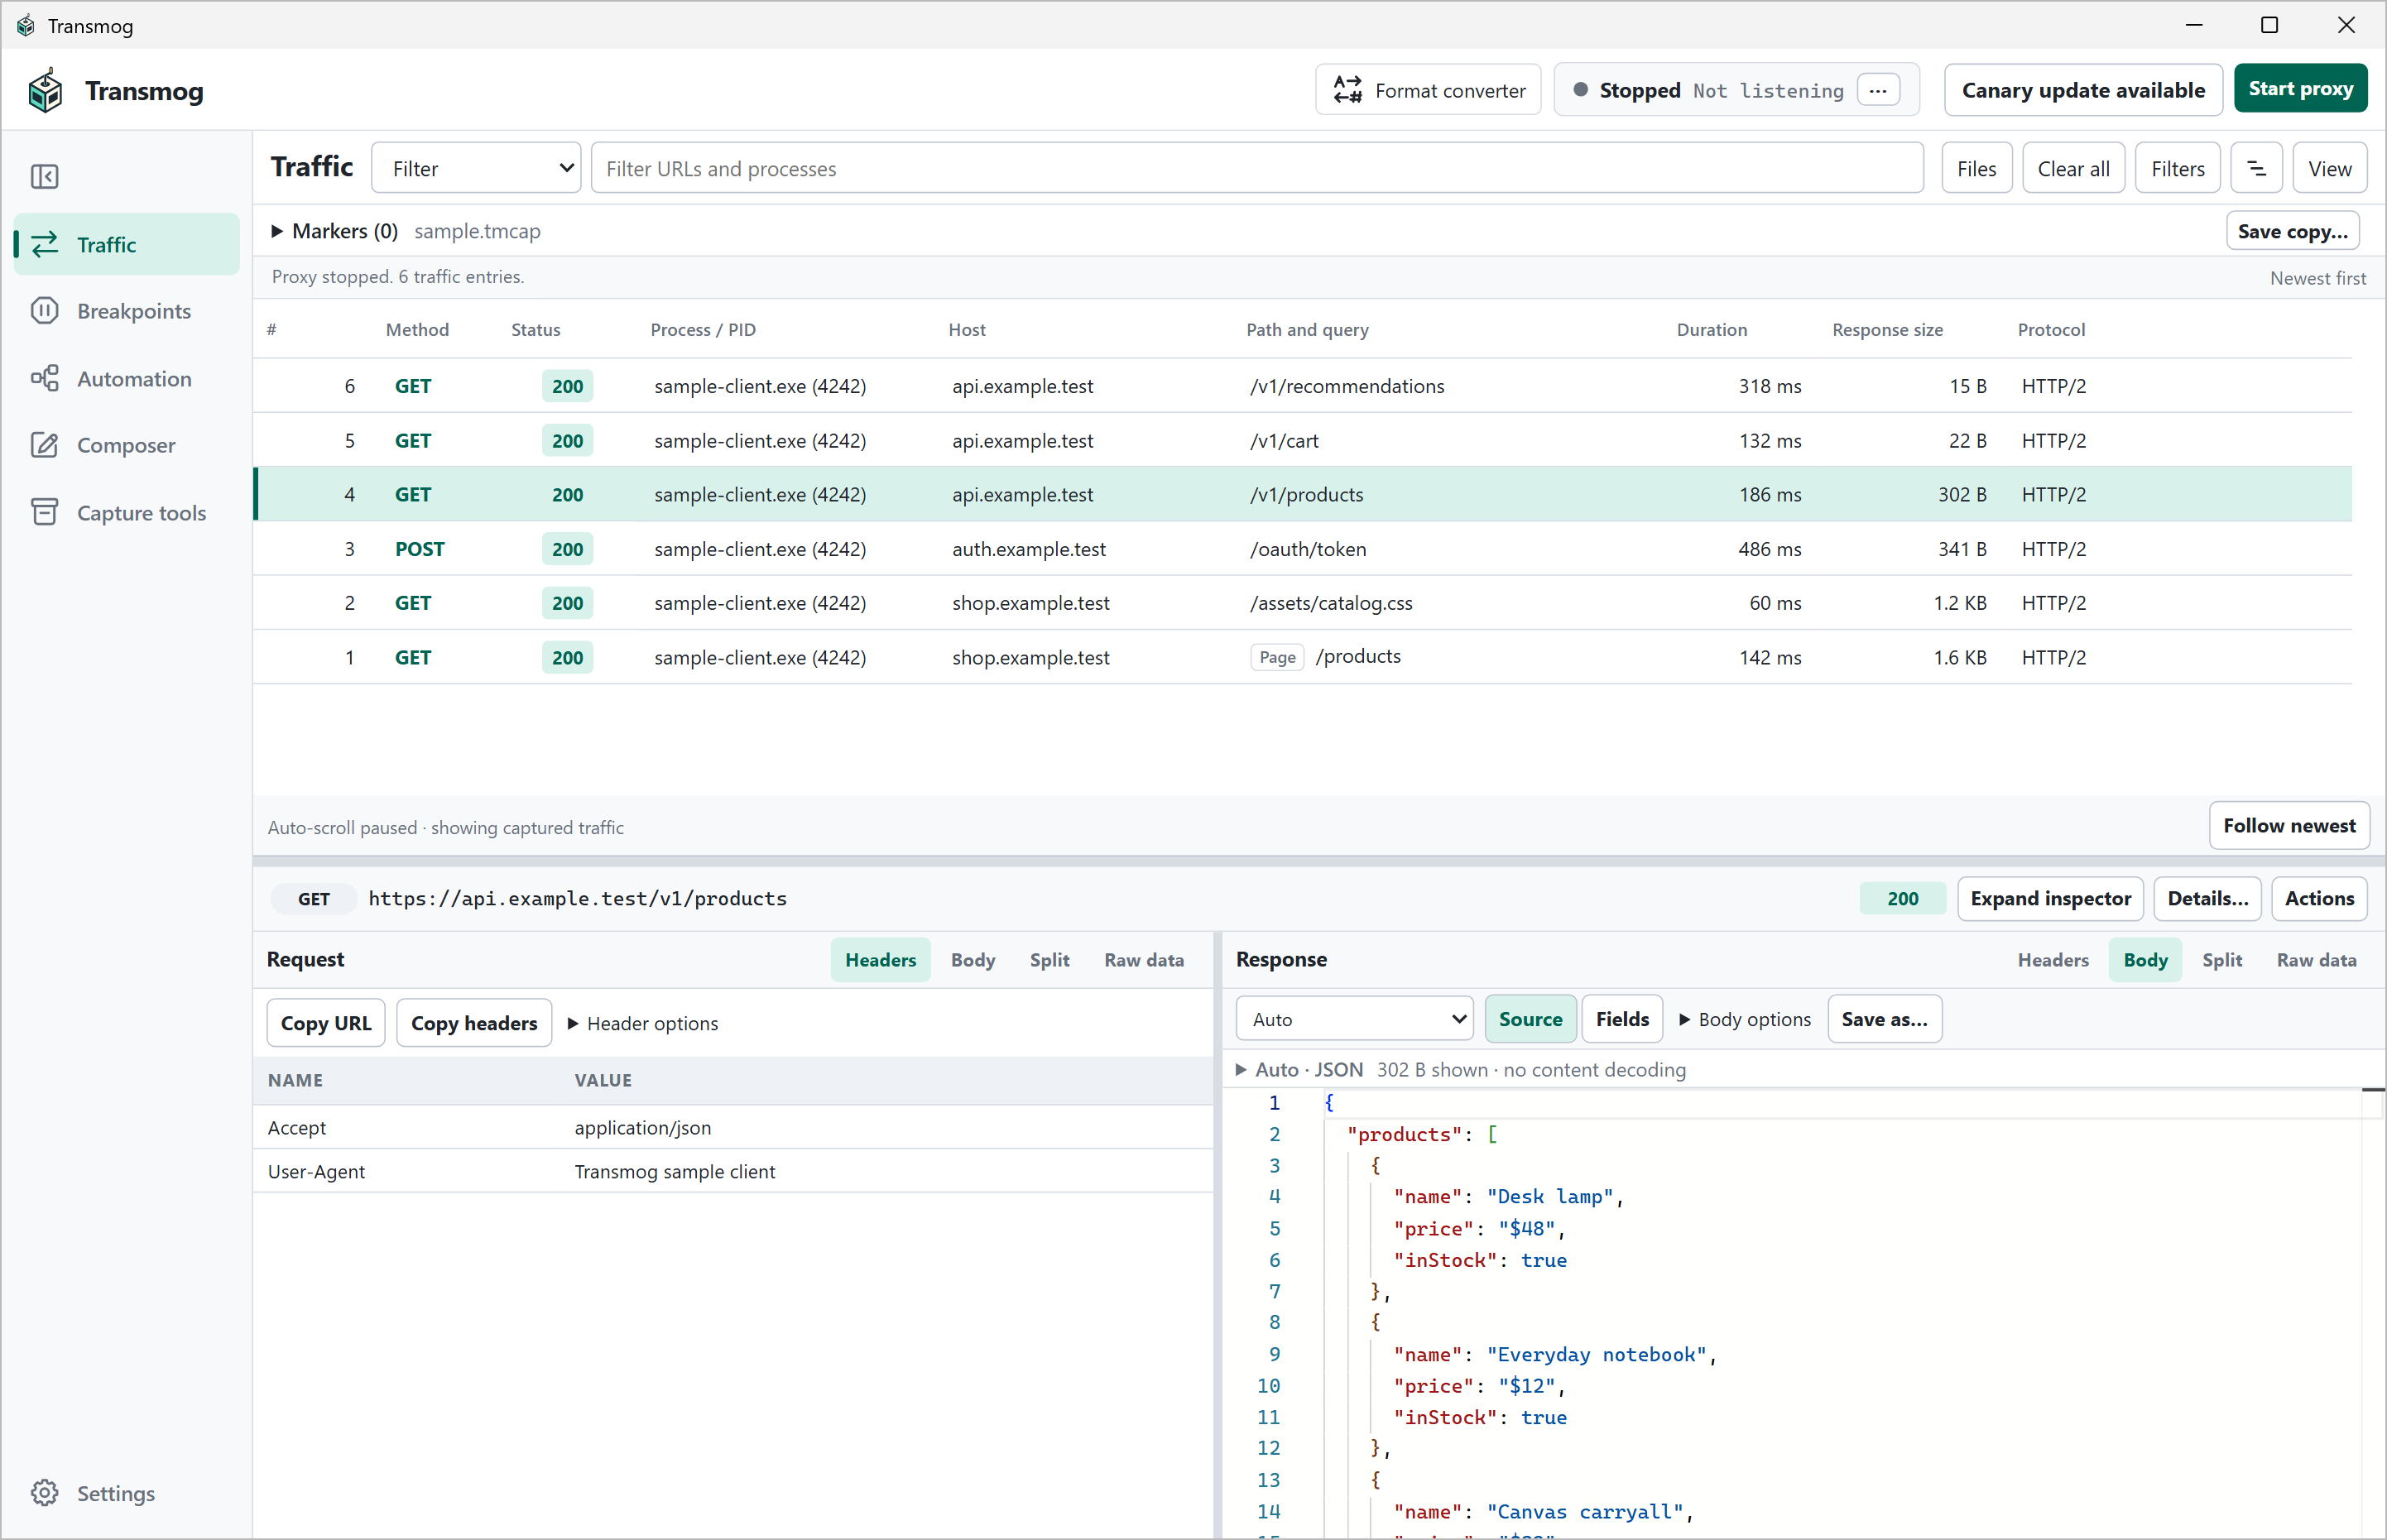 Transmog
Transmog
Format converter
Stopped Not listening ...
Canary update available
Start proxy
Traffic
Breakpoints
Automation
Composer
Capture tools
Settings
Traffic Filter Filter URLs and processes Files Clear all Filters View
Markers (0) sample.tmcap Save copy...
Proxy stopped. 6 traffic entries. Newest first
# Method Status Process / PID Host Path and query Duration Response size Protocol
6 GET 200 sample-client.exe (4242) api.example.test /v1/recommendations 318 ms 15 B HTTP/2
5 GET 200 sample-client.exe (4242) api.example.test /v1/cart 132 ms 22 B HTTP/2
4 GET 200 sample-client.exe (4242) api.example.test /v1/products 186 ms 302 B HTTP/2
3 POST 200 sample-client.exe (4242) auth.example.test /oauth/token 486 ms 341 B HTTP/2
2 GET 200 sample-client.exe (4242) shop.example.test /assets/catalog.css 60 ms 1.2 KB HTTP/2
1 GET 200 sample-client.exe (4242) shop.example.test Page /products 142 ms 1.6 KB HTTP/2
Auto-scroll paused · showing captured traffic Follow newest
GET https://api.example.test/v1/products 200 Expand inspector Details... Actions
Request Headers Body Split Raw data
Copy URL Copy headers Header options
NAME VALUE
Accept application/json
User-Agent Transmog sample client
Response Headers Body Split Raw data
Auto Source Fields Body options Save as...
Auto · JSON 302 B shown · no content decoding
1 {
2 "products": [
3 {
4 "name": "Desk lamp",
5 "price": "$48",
6 "inStock": true
7 },
8 {
9 "name": "Everyday notebook",
10 "price": "$12",
11 "inStock": true
12 },
13 {
14 "name": "Canvas carryall",